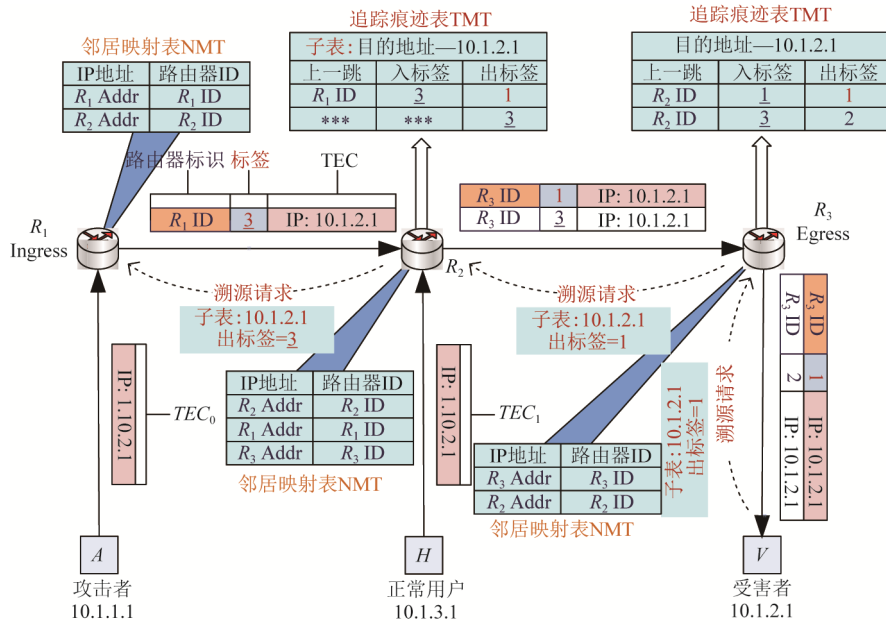 追踪痕迹表TMT
追踪痕迹表TMT
邻居映射表NMT
子表:目的地址—10.1.2.1
上一跳 入标签 出标签
R1 ID 3 1
*** *** 3
目的地址—10.1.2.1
上一跳 入标签 出标签
R2 ID 1 1
R2 ID 3 2
IP地址 路由器ID
R1 Addr R1 ID
R2 Addr R2 ID
路由器标识 标签 TEC
R1 ID 3 IP: 10.1.2.1
R3 ID 1 IP: 10.1.2.1
R3 ID 3 IP: 10.1.2.1
R1
Ingress
R2
R3
Egress
溯源请求
子表:10.1.2.1
出标签=3
溯源请求
子表:10.1.2.1
出标签=1
溯源请求
子表:10.1.2.1
出标签=1
R3 ID 1 IP: 10.1.2.1
R3 ID 2 IP: 10.1.2.1
IP: 1.10.2.1
TEC0
IP地址 路由器ID
R2 Addr R2 ID
R1 Addr R1 ID
R3 Addr R3 ID
邻居映射表NMT
IP: 1.10.2.1
TEC1
IP地址 路由器ID
R3 Addr R3 ID
R2 Addr R2 ID
邻居映射表NMT
A
攻击者
10.1.1.1
H
正常用户
10.1.3.1
V
受害者
10.1.2.1